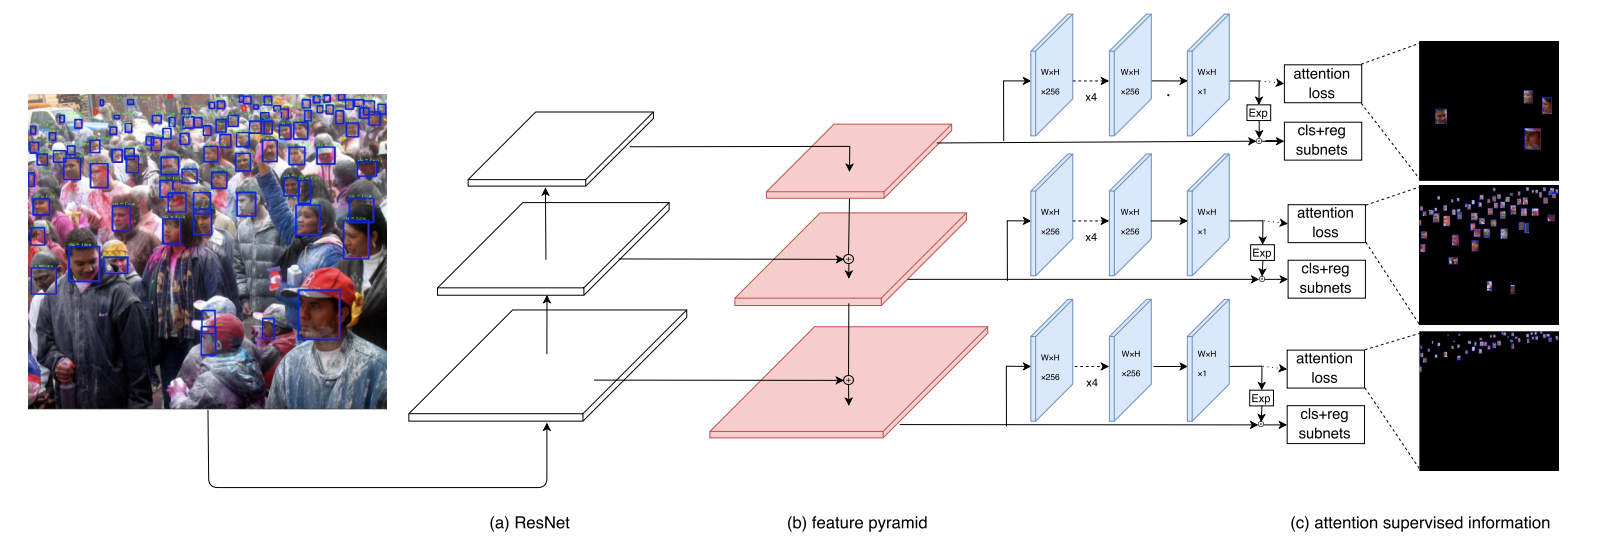 W×H
×256
x4
W×H
×256
W×H
×1
Exp
attention
loss
cls+reg
subnets
W×H
×256
x4
W×H
×256
W×H
×1
Exp
attention
loss
cls+reg
subnets
W×H
×256
x4
W×H
×256
W×H
×1
Exp
attention
loss
cls+reg
subnets
(a) ResNet
(b) feature pyramid
(c) attention supervised information